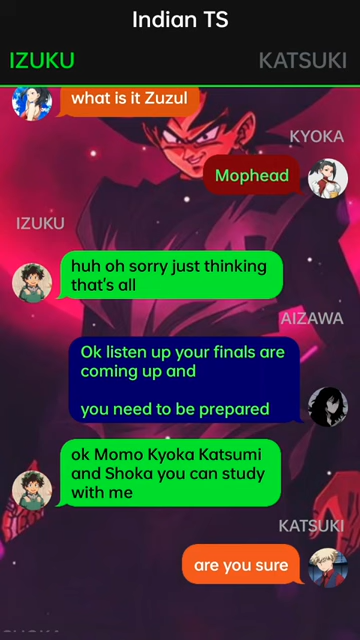 Indian TS
IZUKU
KATSUKI
what is it Zuzul
KYOKA
Mophead
IZUKU
huh oh sorry just thinking
that's all
AIZAWA
Ok listen up your finals are
coming up and
you need to be prepared
ok Momo Kyoka Katsumi
and Shoka you can study
with me
KATSUKI
are you sure